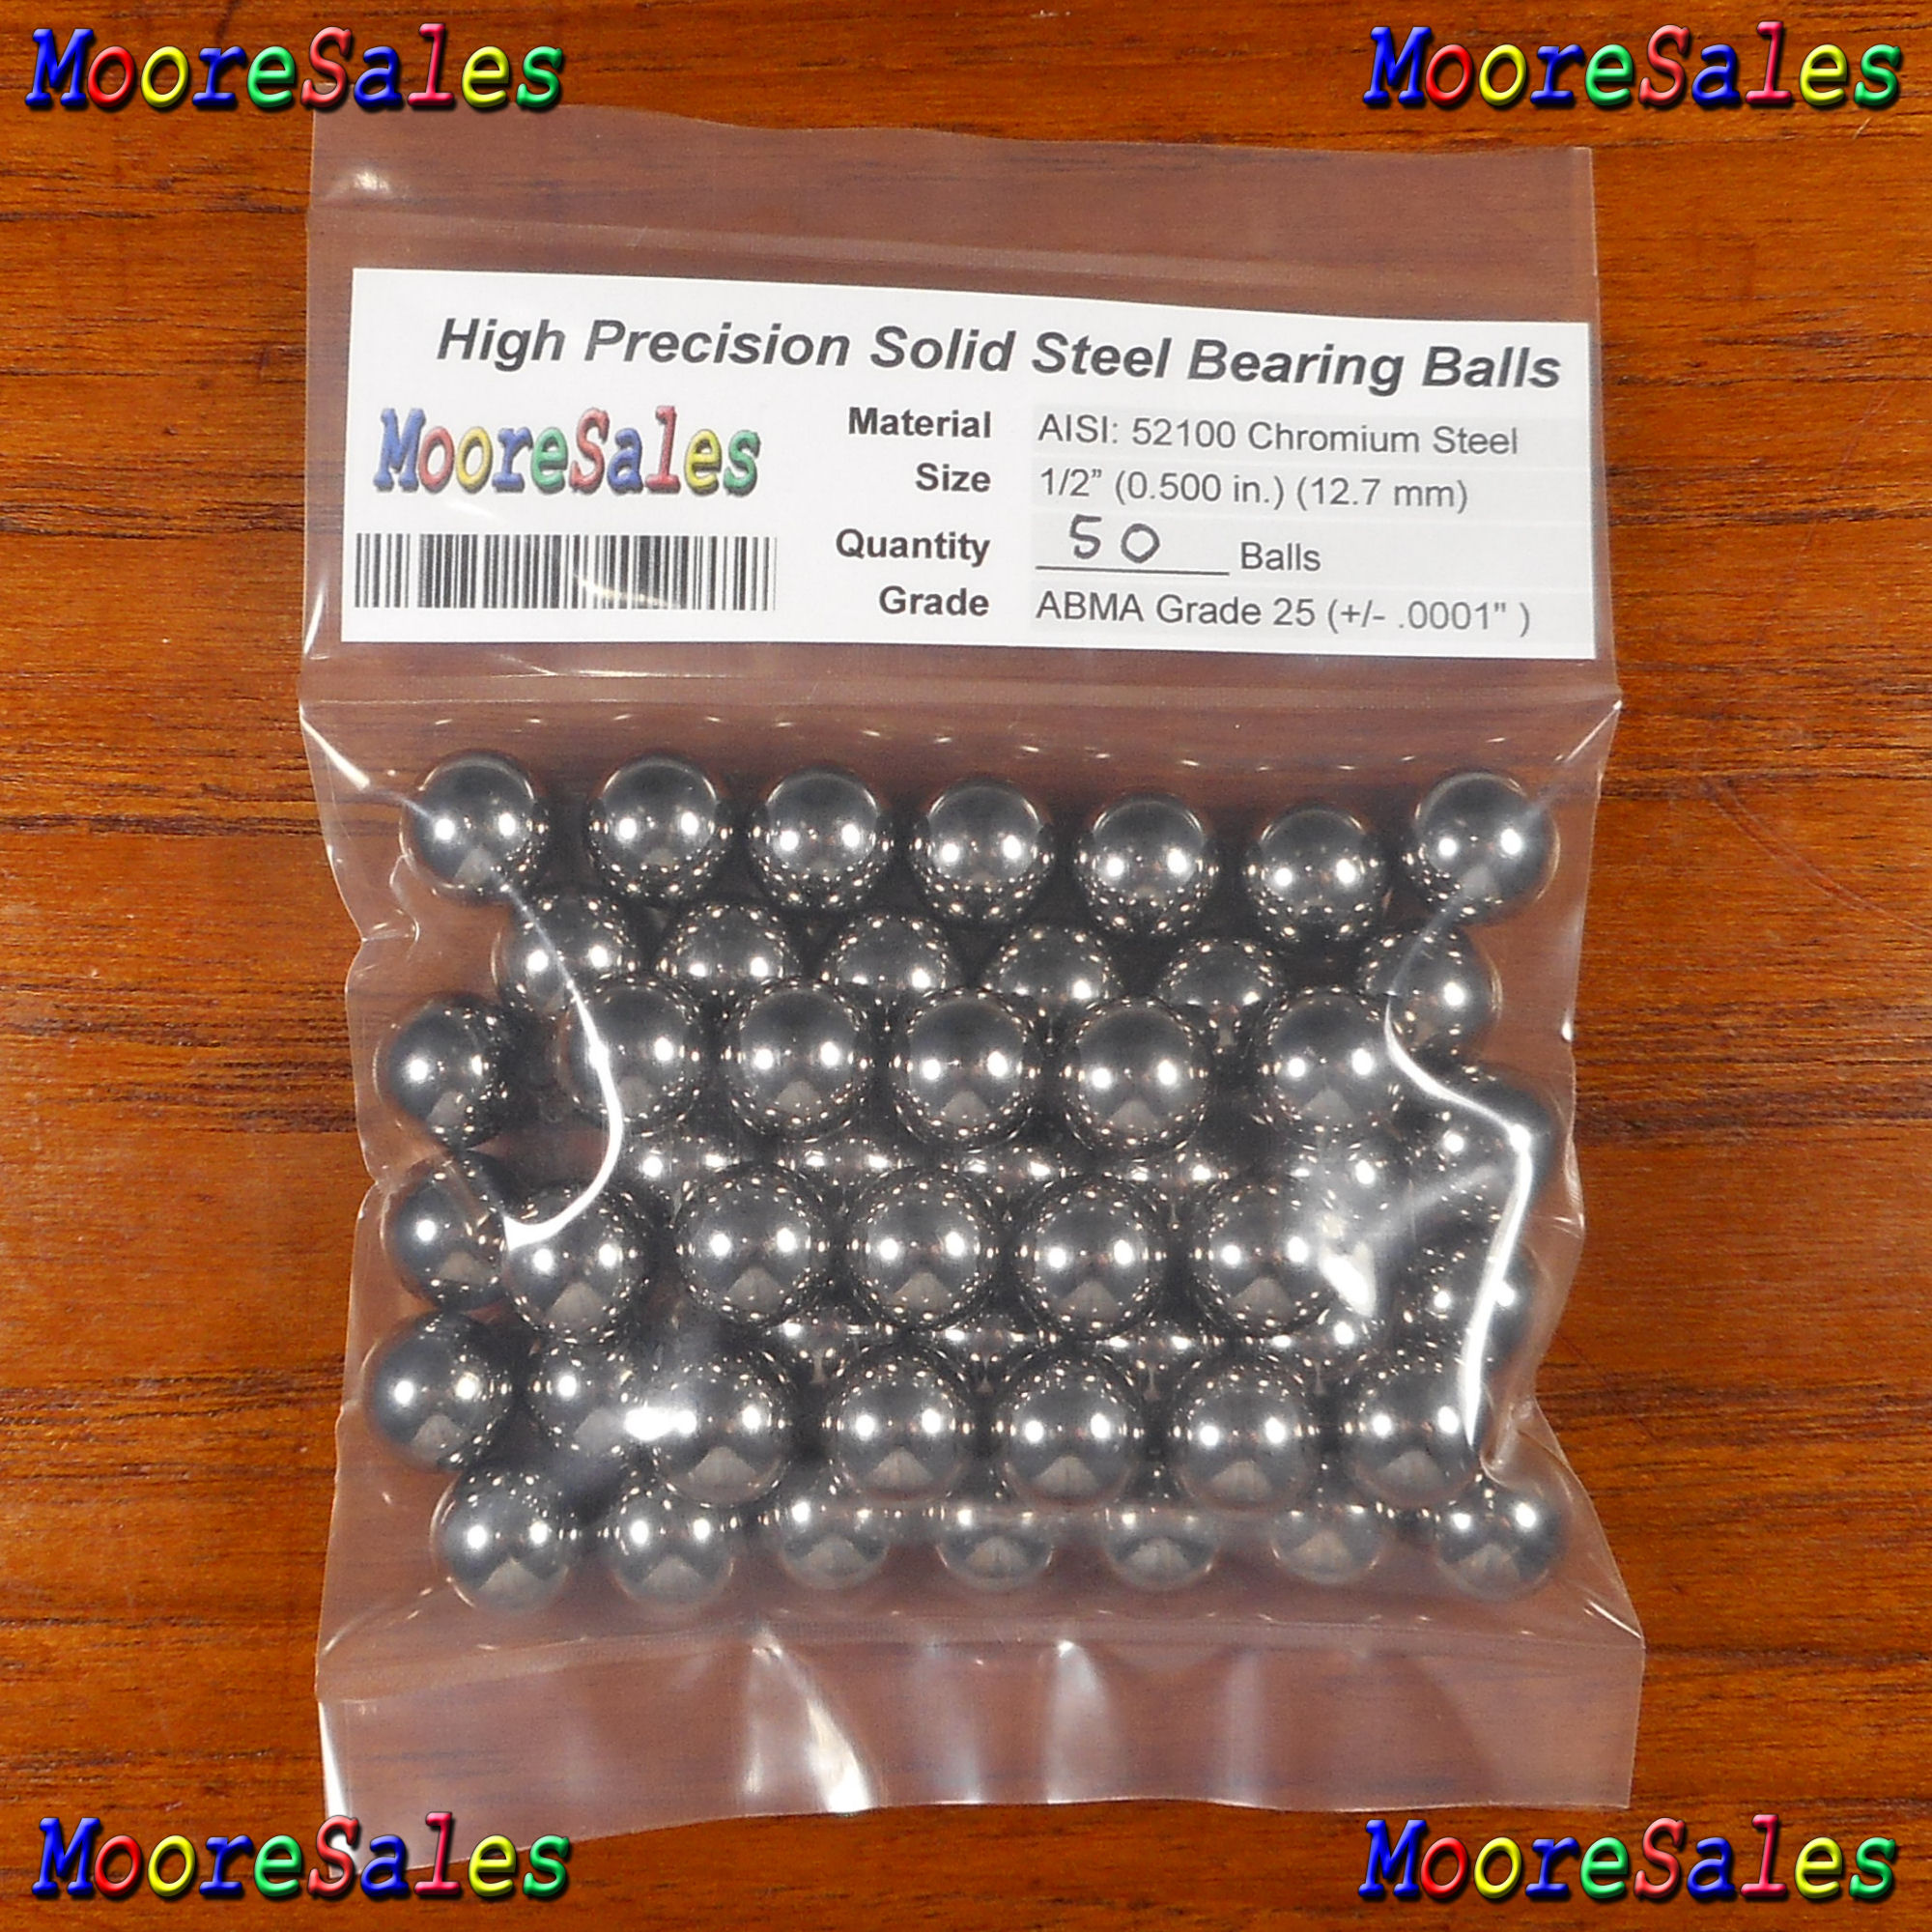 MooreSales MooreSales
High Precision Solid Steel Bearing Balls
MooreSales
Material AISI: 52100 Chromium Steel
Size 1/2” (0.500 in.) (12.7 mm)
Quantity 50 Balls
Grade ABMA Grade 25 (+/- .0001" )
MooreSales MooreSales